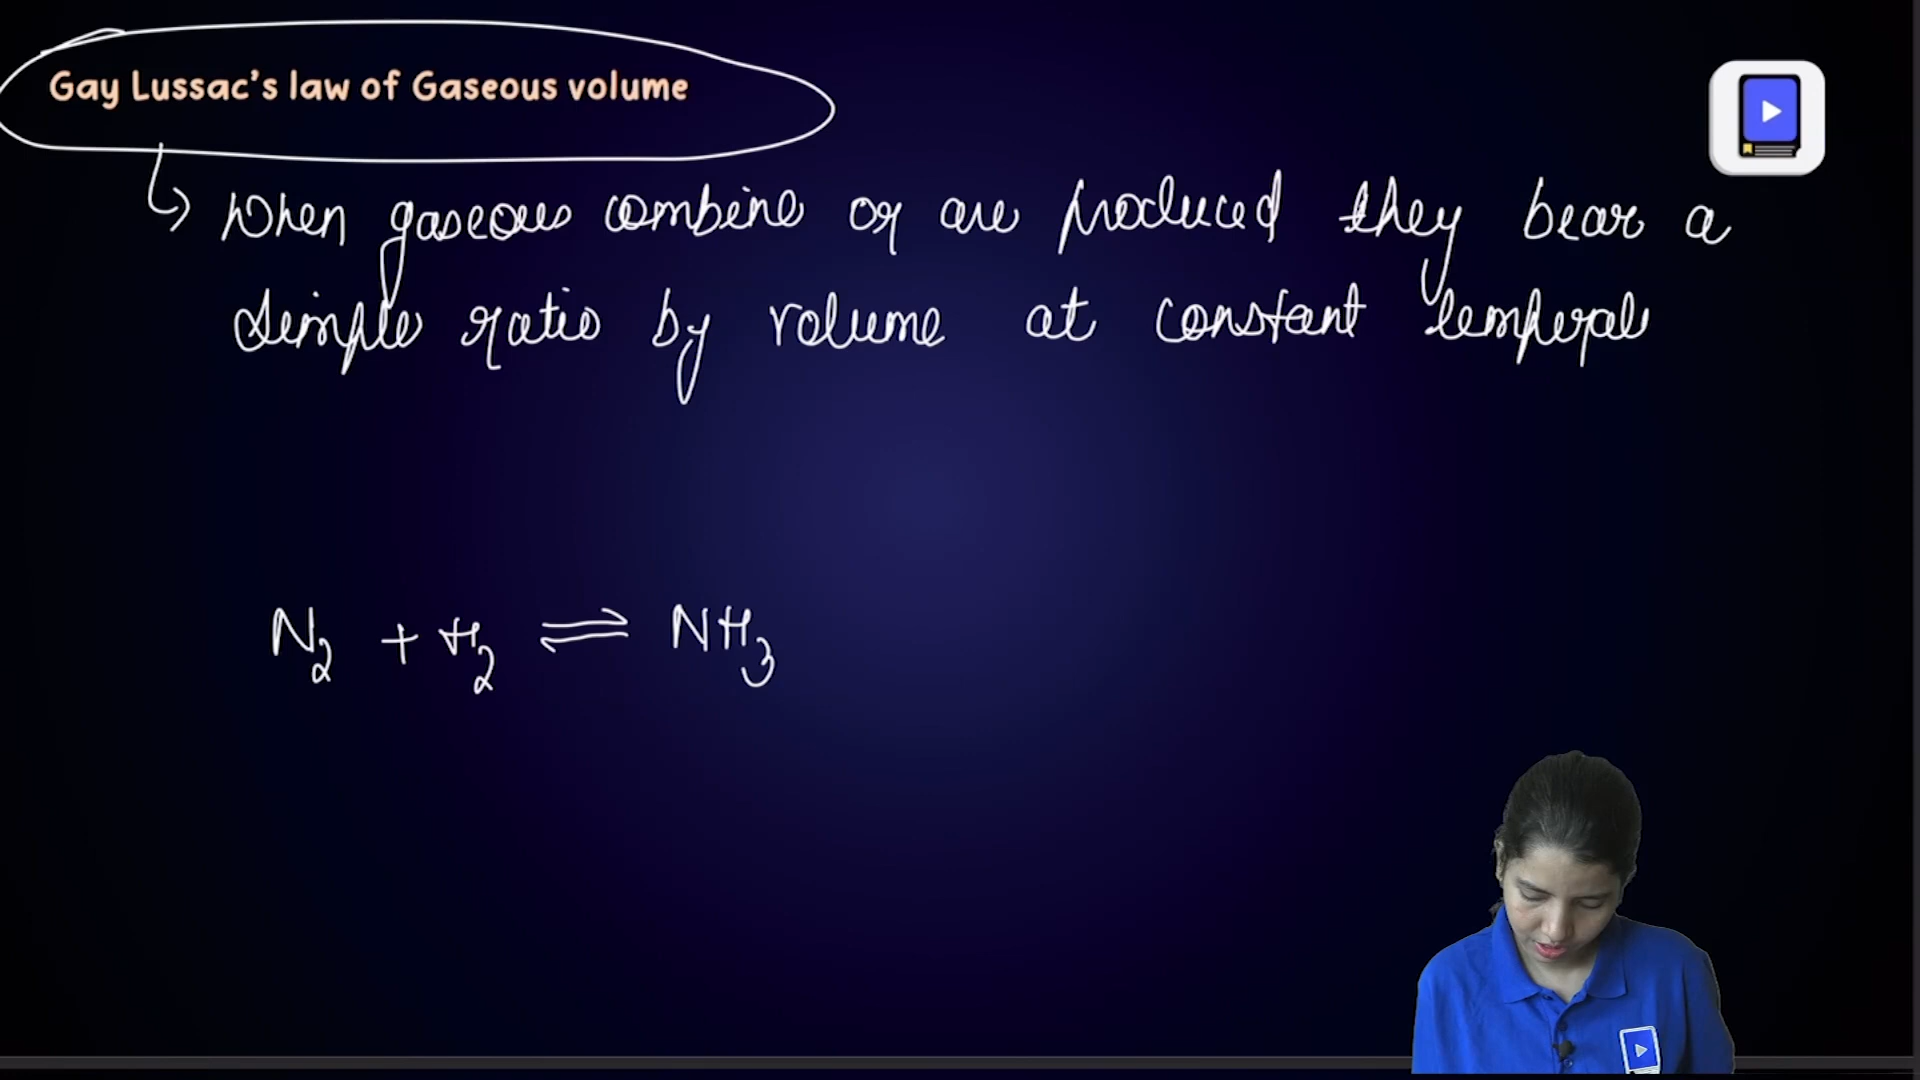 Gay Lussac's law of Gaseous volume
↳ When gaseous combine or are produced they bear a
simple ratio by volume at constant
N₂ + H₂ ⇌ NH₃